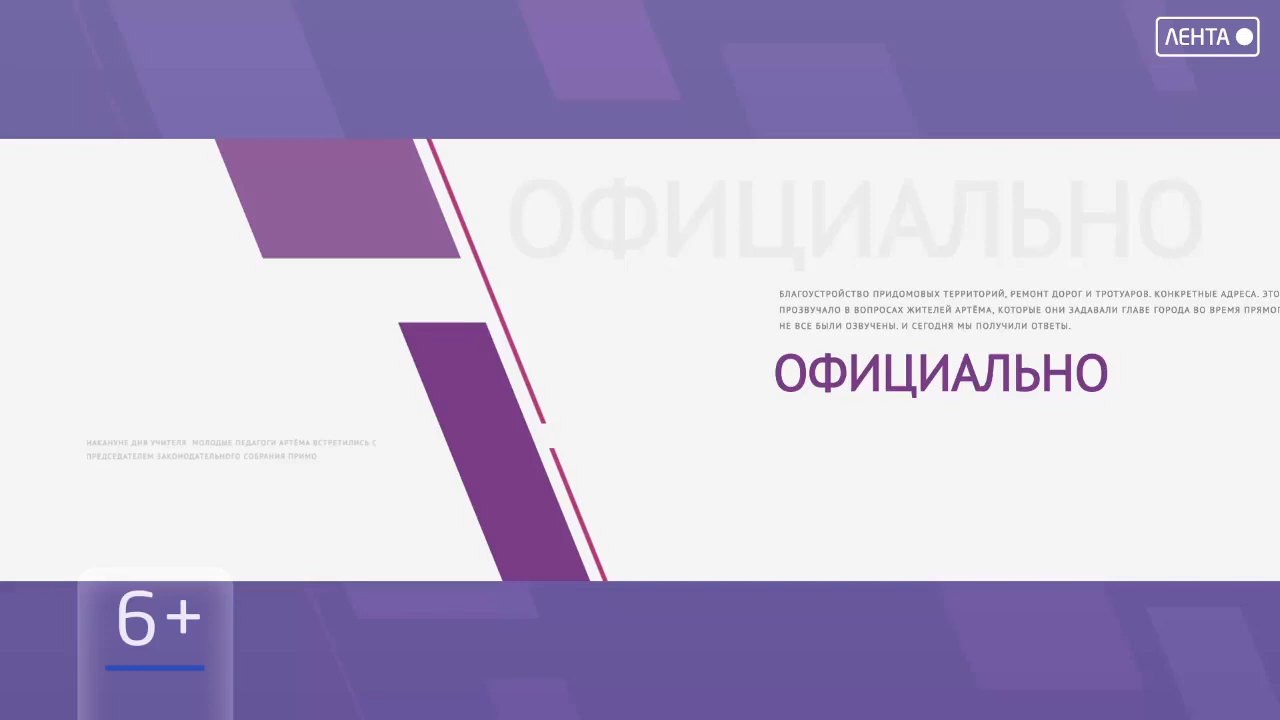 ЛЕНТА
ОФИЦИАЛЬНО
БЛАГОУСТРОЙСТВО ПРИДОМОВЫХ ТЕРРИТОРИЙ, РЕМОНТ ДОРОГ И ТРОТУАРОВ. КОНКРЕТНЫЕ АДРЕСА. ЭТО
ПРОЗВУЧАЛО В ВОПРОСАХ ЖИТЕЛЕЙ АРТЁМА, КОТОРЫЕ ОНИ ЗАДАВАЛИ ГЛАВЕ ГОРОДА ВО ВРЕМЯ ПРЯМОГ
НЕ ВСЕ БЫЛИ ОЗВУЧЕНЫ. И СЕГОДНЯ МЫ ПОЛУЧИЛИ ОТВЕТЫ.
ОФИЦИАЛЬНО
НАКАНУНЕ ДНЯ УЧИТЕЛЯ МОЛОДЫЕ ПЕДАГОГИ АРТЁМА ВСТРЕТИЛИСЬ С
ПРЕДСЕДАТЕЛЕМ ЗАКОНОДАТЕЛЬНОГО СОБРАНИЯ ПРИМО
6+